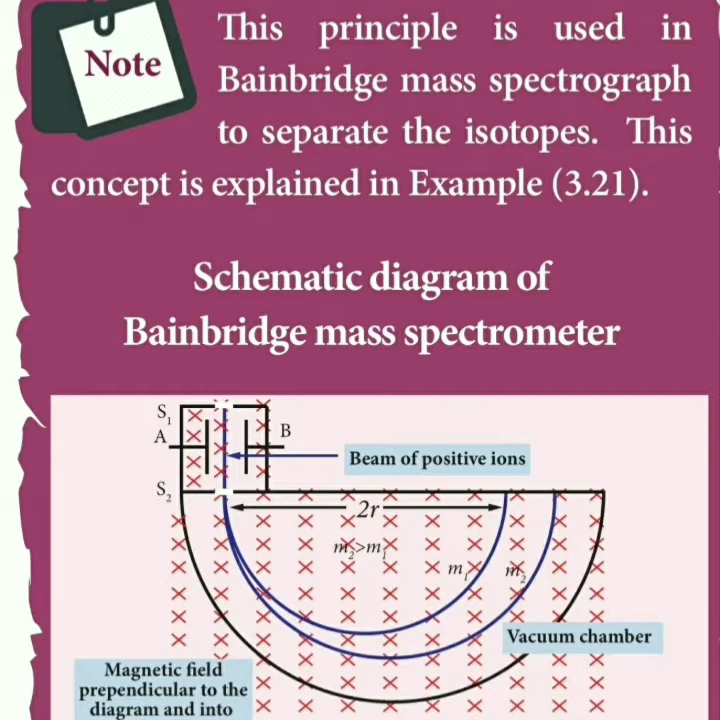 Note
This principle is used in
Bainbridge mass spectrograph
to separate the isotopes. This
concept is explained in Example (3.21).
Schematic diagram of
Bainbridge mass spectrometer
S₁
A
B
Beam of positive ions
S₂
2r
m₂>m₁
m₁
m₂
Vacuum chamber
Magnetic field
prependicular to the
diagram and into